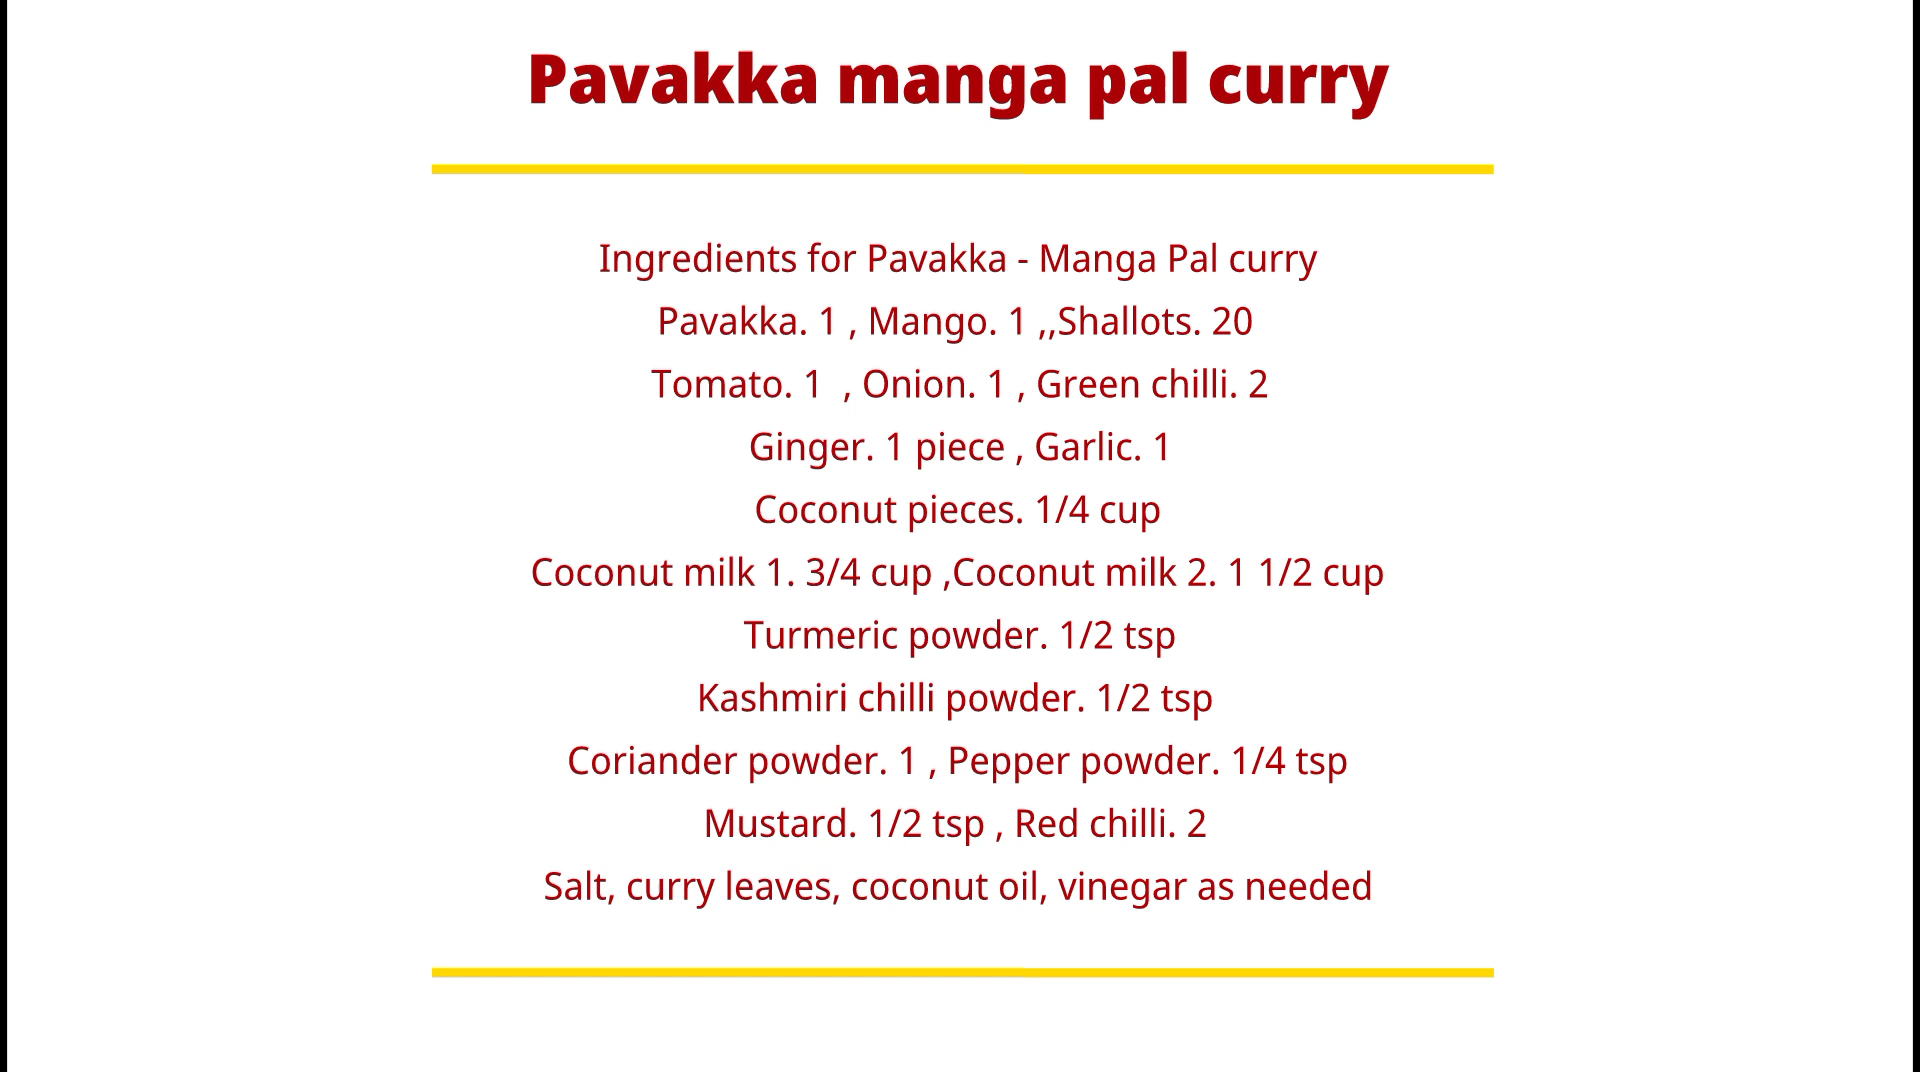 Pavakka manga pal curry
Ingredients for Pavakka - Manga Pal curry
Pavakka. 1 , Mango. 1 ,,Shallots. 20
Tomato. 1  , Onion. 1 , Green chilli. 2
Ginger. 1 piece , Garlic. 1
Coconut pieces. 1/4 cup
Coconut milk 1. 3/4 cup ,Coconut milk 2. 1 1/2 cup
Turmeric powder. 1/2 tsp
Kashmiri chilli powder. 1/2 tsp
Coriander powder. 1 , Pepper powder. 1/4 tsp
Mustard. 1/2 tsp , Red chilli. 2
Salt, curry leaves, coconut oil, vinegar as needed